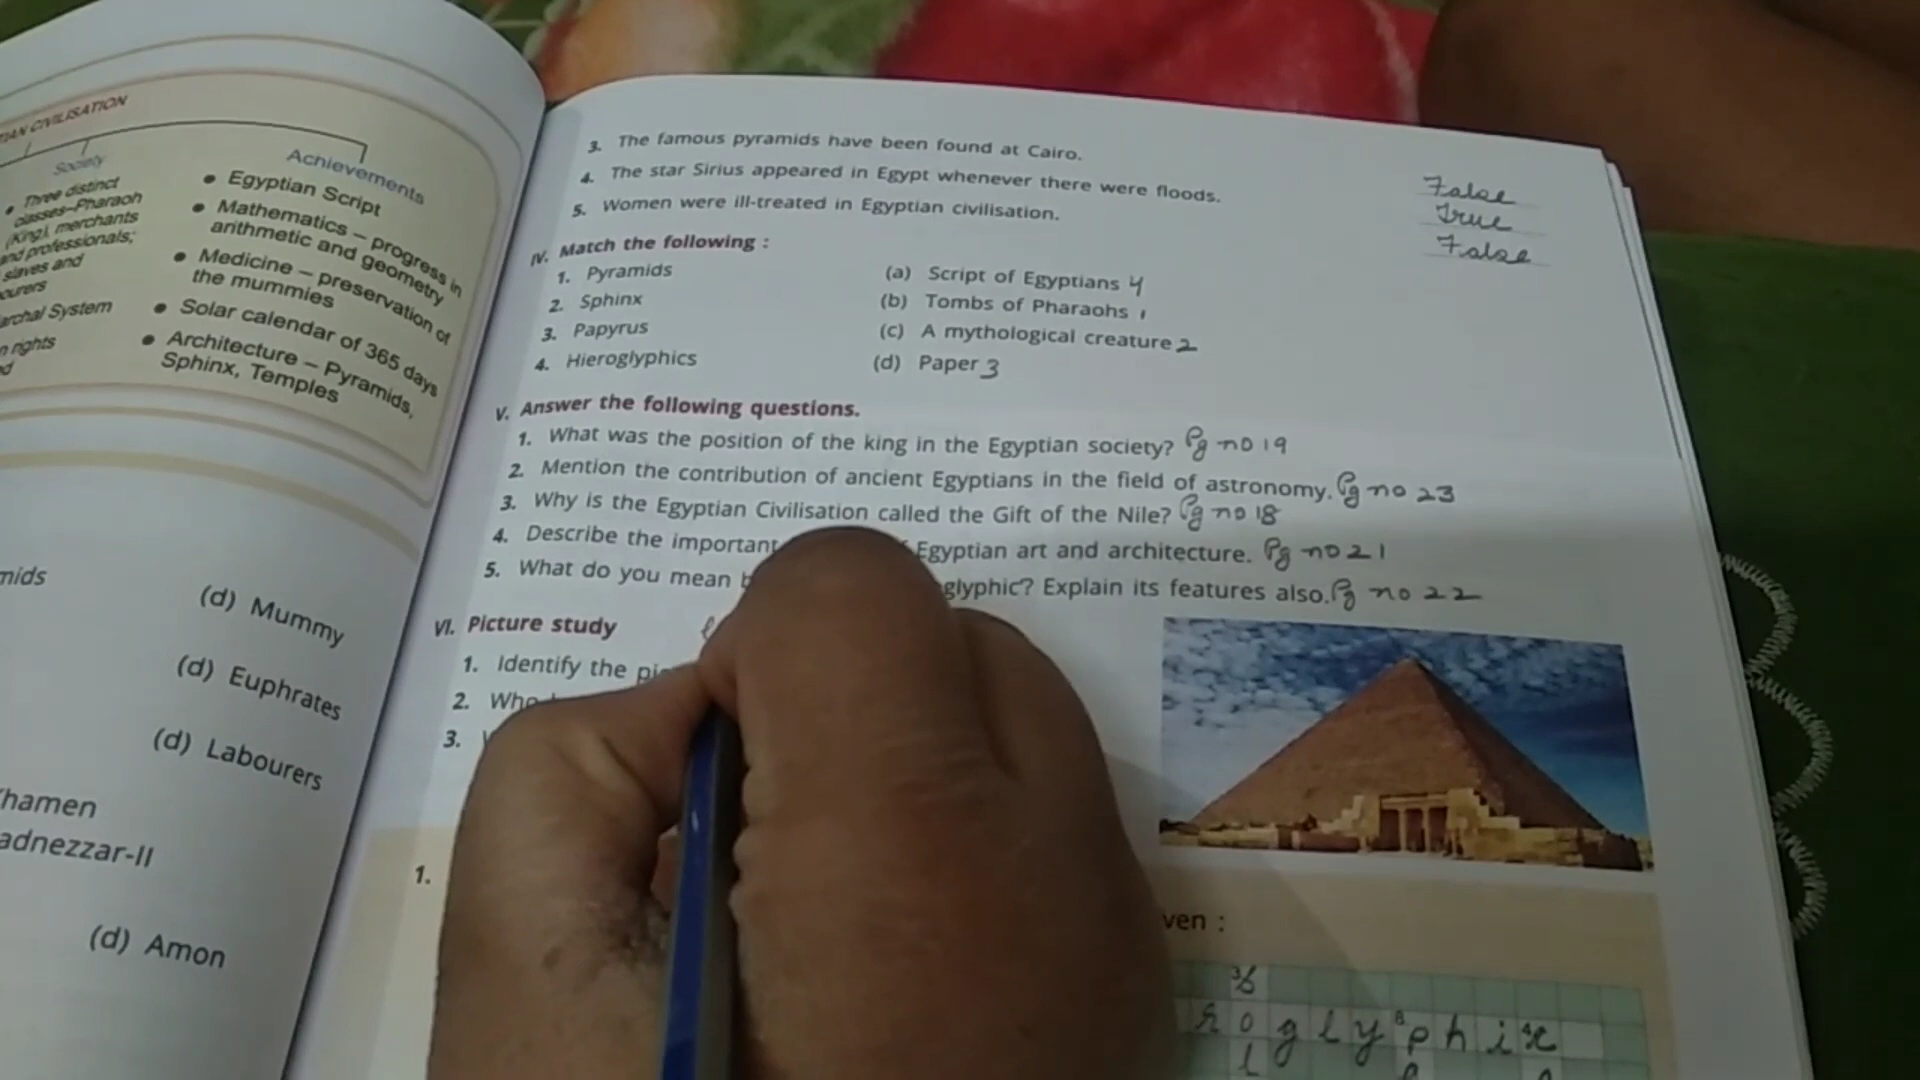 TIAN CIVILISATION
Society
Three distinct
classes–Pharaoh
(King), merchants
and professionals;
slaves and
ourers
archal System
n rights
d
Achievements
• Egyptian Script
• Mathematics – progress in
arithmetic and geometry
• Medicine – preservation of
the mummies
• Solar calendar of 365 days
• Architecture – Pyramids,
Sphinx, Temples
mids
(d) Mummy
(d) Euphrates
(d) Labourers
hamen
adnezzar-II
(d) Amon
3. The famous pyramids have been found at Cairo. False
4. The star Sirius appeared in Egypt whenever there were floods. True
5. Women were ill-treated in Egyptian civilisation. False
IV. Match the following :
1. Pyramids (a) Script of Egyptians 4
2. Sphinx (b) Tombs of Pharaohs 1
3. Papyrus (c) A mythological creature 2
4. Hieroglyphics (d) Paper 3
V. Answer the following questions.
1. What was the position of the king in the Egyptian society? Pg no 19
2. Mention the contribution of ancient Egyptians in the field of astronomy. Pg no 23
3. Why is the Egyptian Civilisation called the Gift of the Nile? Pg no 18
4. Describe the important Egyptian art and architecture. Pg no 21
5. What do you mean glyphic? Explain its features also. Pg no 22
VI. Picture study
1. Identify the
2.
3.
1.
ven :
oglyphic
l